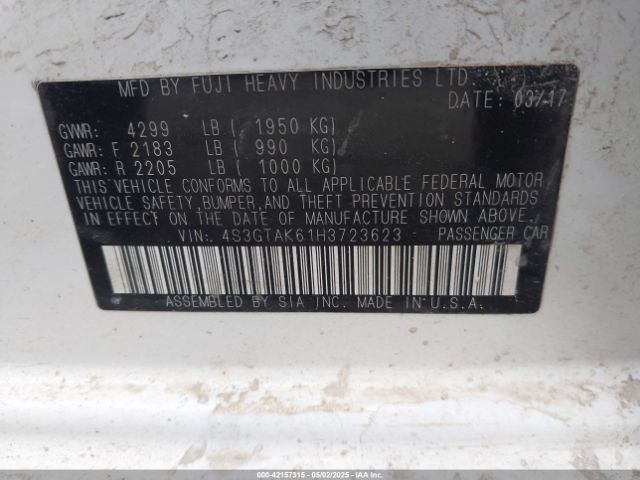 MFD BY FUJI HEAVY INDUSTRIES LTD.
DATE: 03/17
GVWR: 4299 LB ( 1950 KG)
GAWR: F 2183 LB ( 990 KG)
GAWR: R 2205 LB ( 1000 KG)
THIS VEHICLE CONFORMS TO ALL APPLICABLE FEDERAL MOTOR
VEHICLE SAFETY, BUMPER, AND THEFT PREVENTION STANDARDS
IN EFFECT ON THE DATE OF MANUFACTURE SHOWN ABOVE.
VIN: 4S3GTAK61H3723623 PASSENGER CAR
ASSEMBLED BY SIA INC. MADE IN U.S.A.
000-42157315 - 05/02/2025 - IAAI.COM